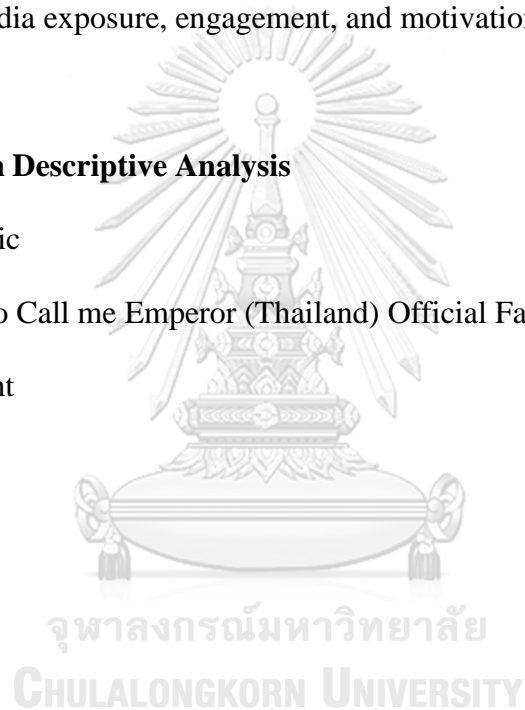 dia exposure, engagement, and motivation
n Descriptive Analysis
ic
o Call me Emperor (Thailand) Official Fa
nt
จุฬาลงกรณ์มหาวิทยาลัย
CHULALONGKORN UNIVERSITY